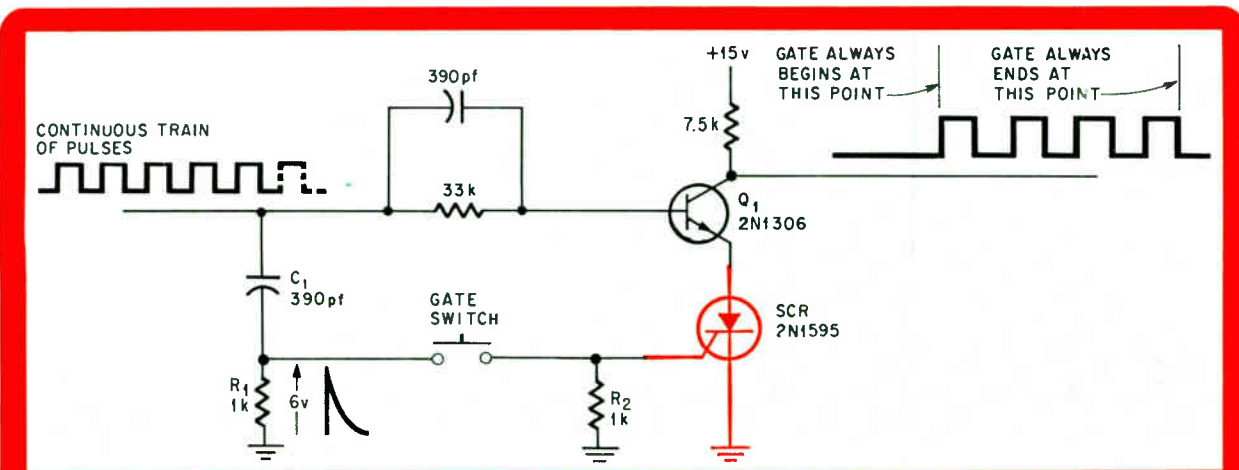 +15v
GATE ALWAYS
BEGINS AT
THIS POINT
GATE ALWAYS
ENDS AT
THIS POINT
390pf
7.5k
CONTINUOUS TRAIN
OF PULSES
33k
Q1
2N1306
C1
390pf
GATE
SWITCH
SCR
2N1595
R1
1k
6v
R2
1k